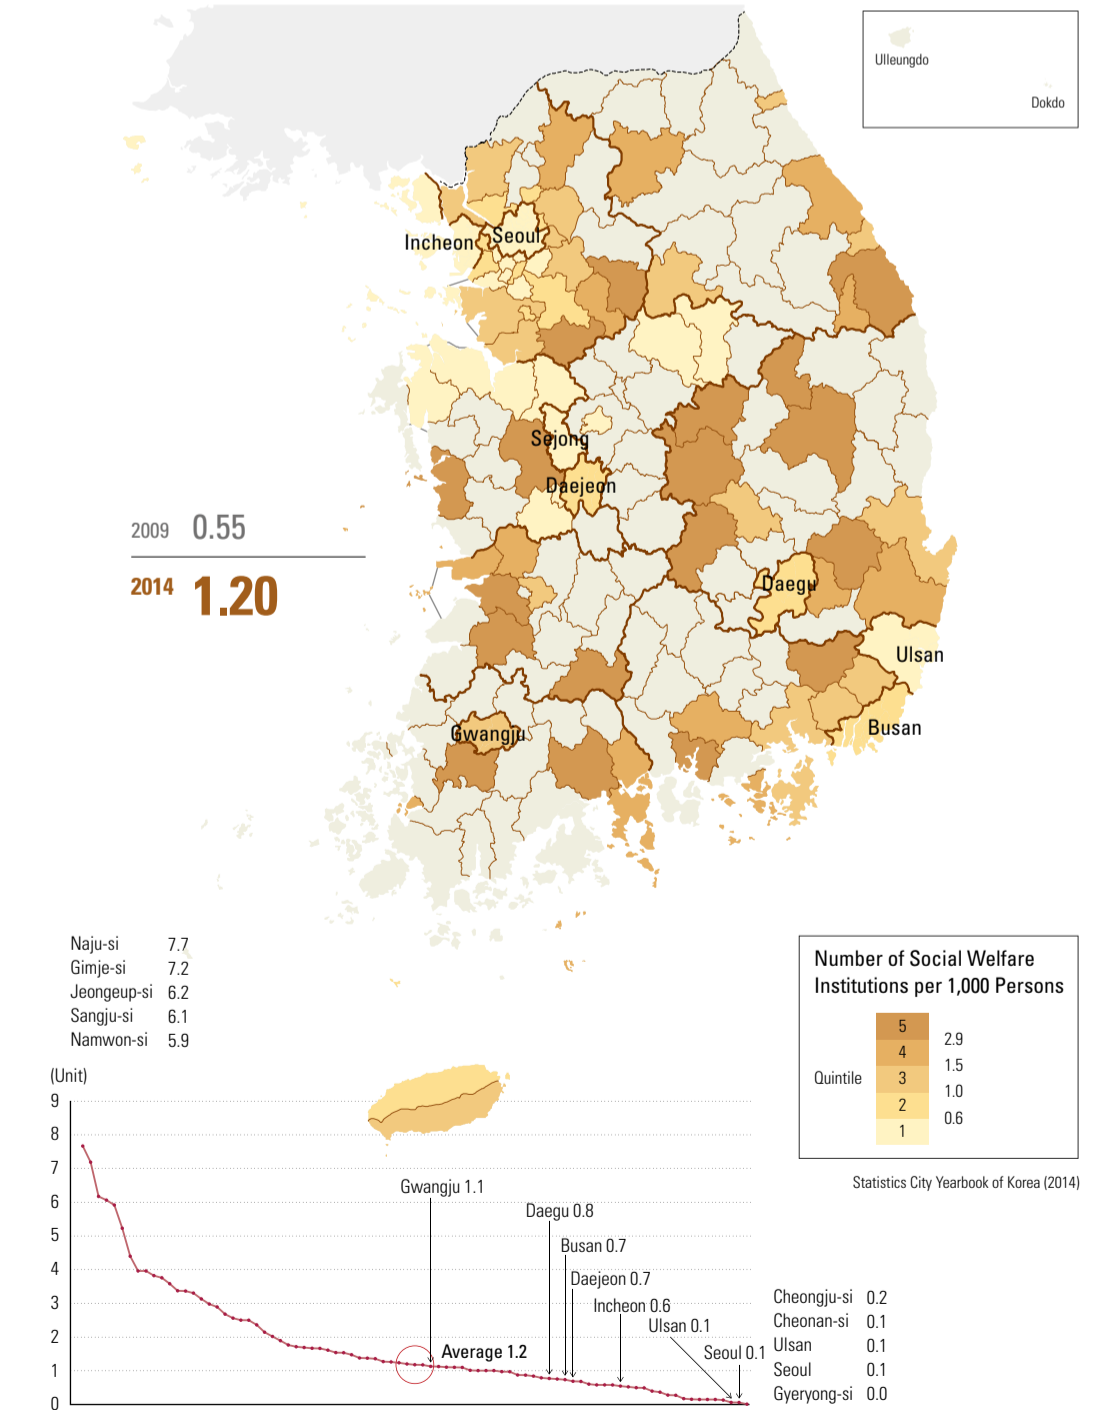 Ulleungdo
Dokdo
Incheon
Seoul
Sejong
Daejeon
2009 0.55
2014 1.20
Daegu
Ulsan
Busan
Gwangju
Naju-si 7.7
Gimje-si 7.2
Jeongeup-si 6.2
Sangju-si 6.1
Namwon-si 5.9
Number of Social Welfare
Institutions per 1,000 Persons
Quintile
5
4
3
2
1
2.9
1.5
1.0
0.6
Statistics City Yearbook of Korea (2014)
(Unit)
9
8
7
6
5
4
3
2
1
0
Gwangju 1.1
Daegu 0.8
Busan 0.7
Daejeon 0.7
Incheon 0.6
Ulsan 0.1
Seoul 0.1
Average 1.2
Cheongju-si 0.2
Cheonan-si 0.1
Ulsan 0.1
Seoul 0.1
Gyeryong-si 0.0